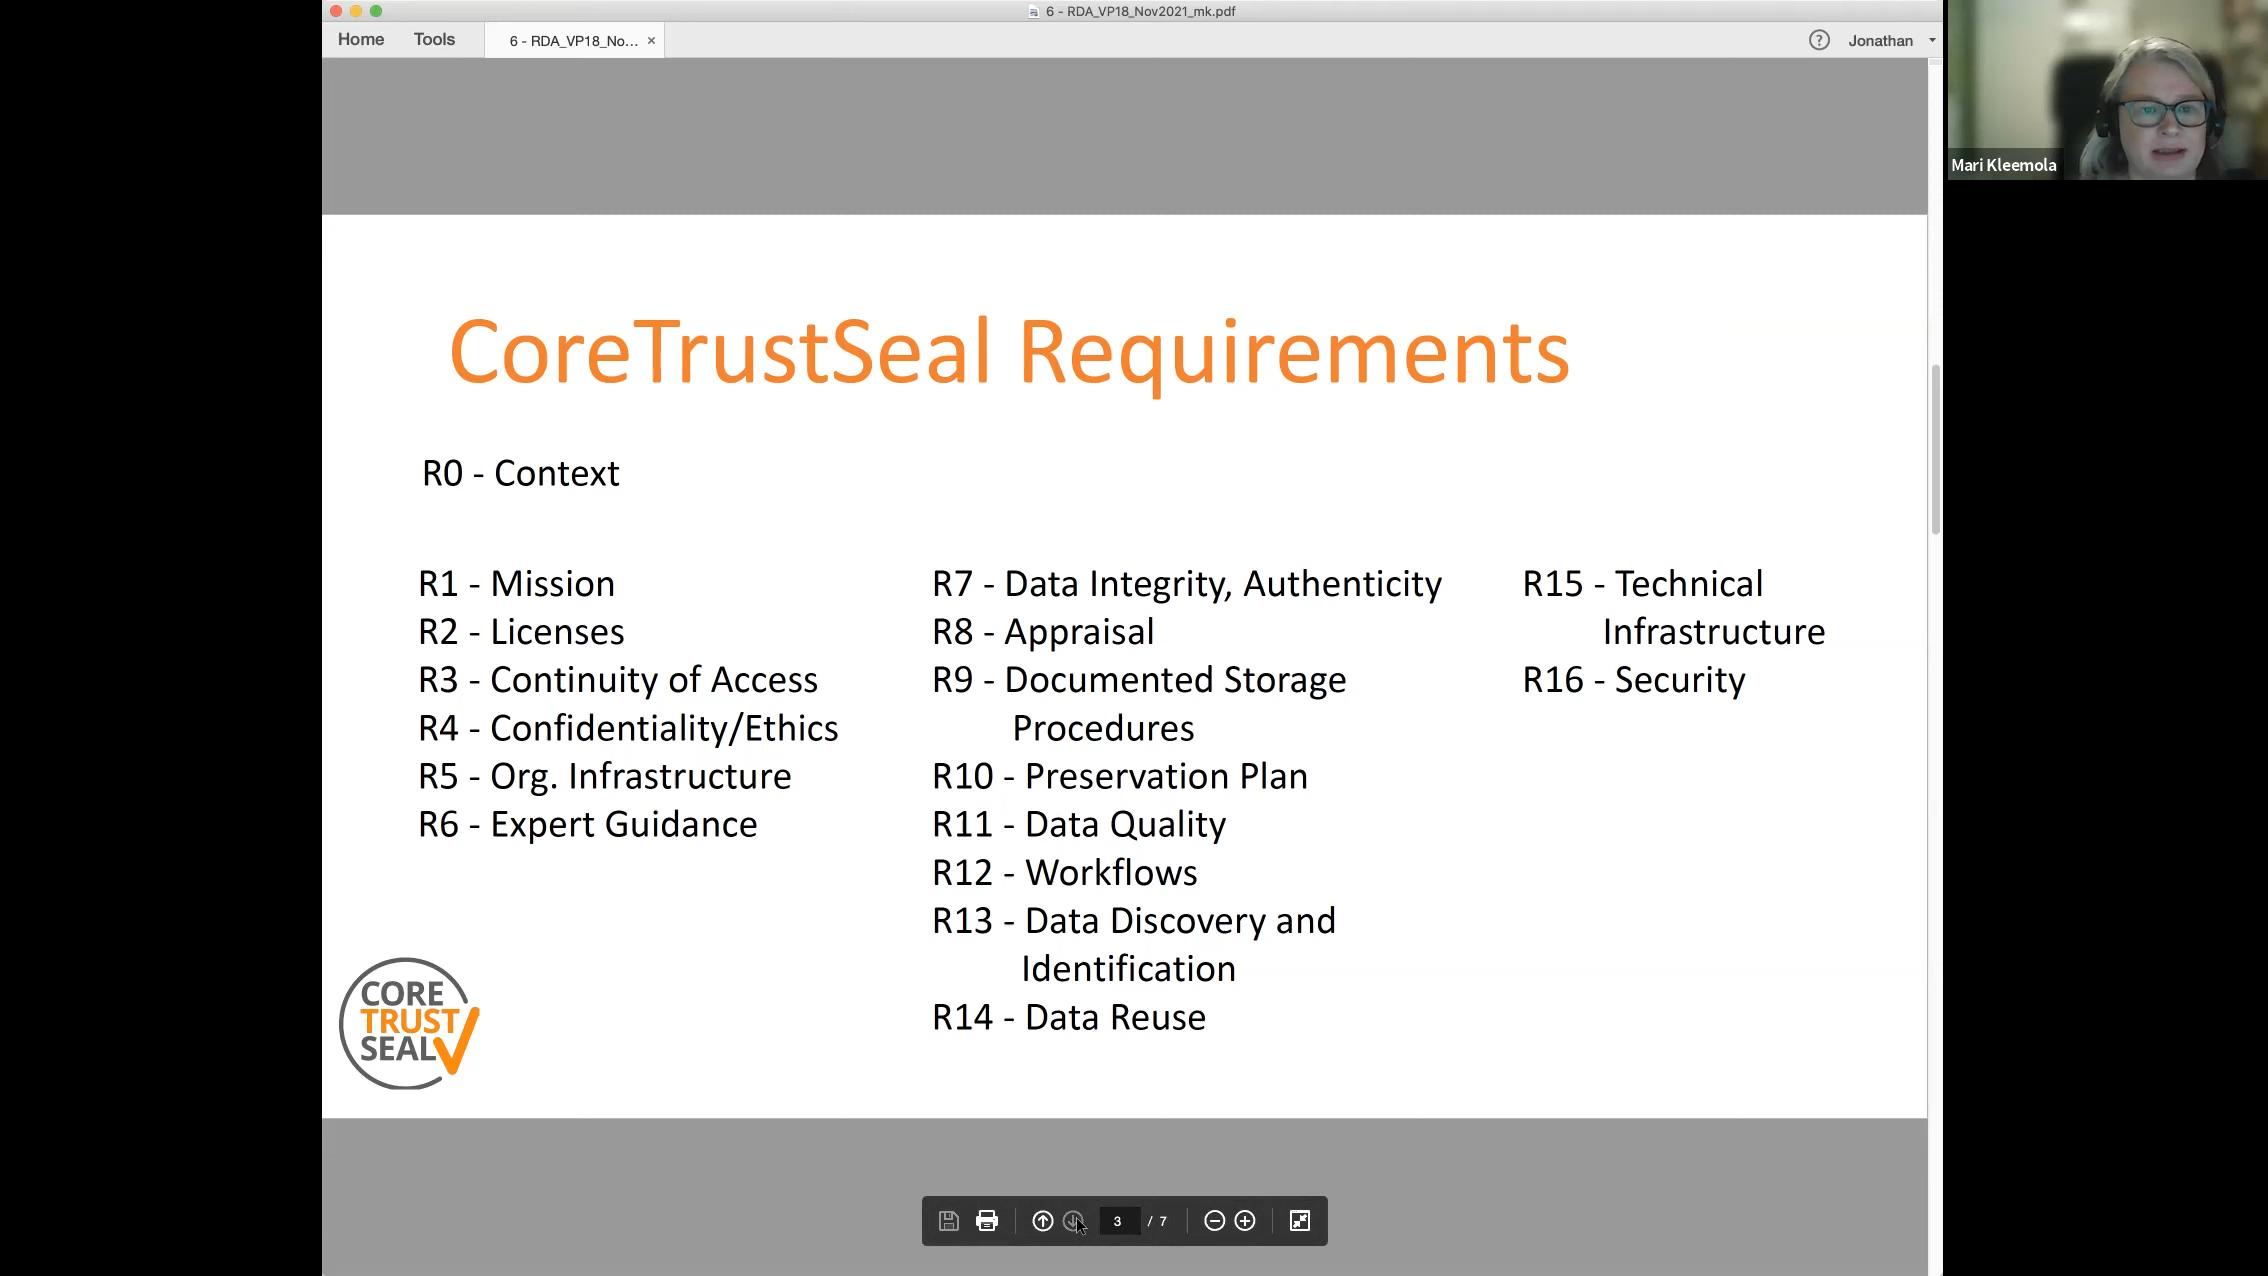 6 - RDA_VP18_Nov2021_mk.pdf
Home Tools 6 - RDA_VP18_No... × ? Jonathan
Mari Kleemola
CoreTrustSeal Requirements
R0 - Context
R1 - Mission
R2 - Licenses
R3 - Continuity of Access
R4 - Confidentiality/Ethics
R5 - Org. Infrastructure
R6 - Expert Guidance
R7 - Data Integrity, Authenticity
R8 - Appraisal
R9 - Documented Storage
Procedures
R10 - Preservation Plan
R11 - Data Quality
R12 - Workflows
R13 - Data Discovery and
Identification
R14 - Data Reuse
R15 - Technical
Infrastructure
R16 - Security
CORE
TRUST
SEAL
3 / 7